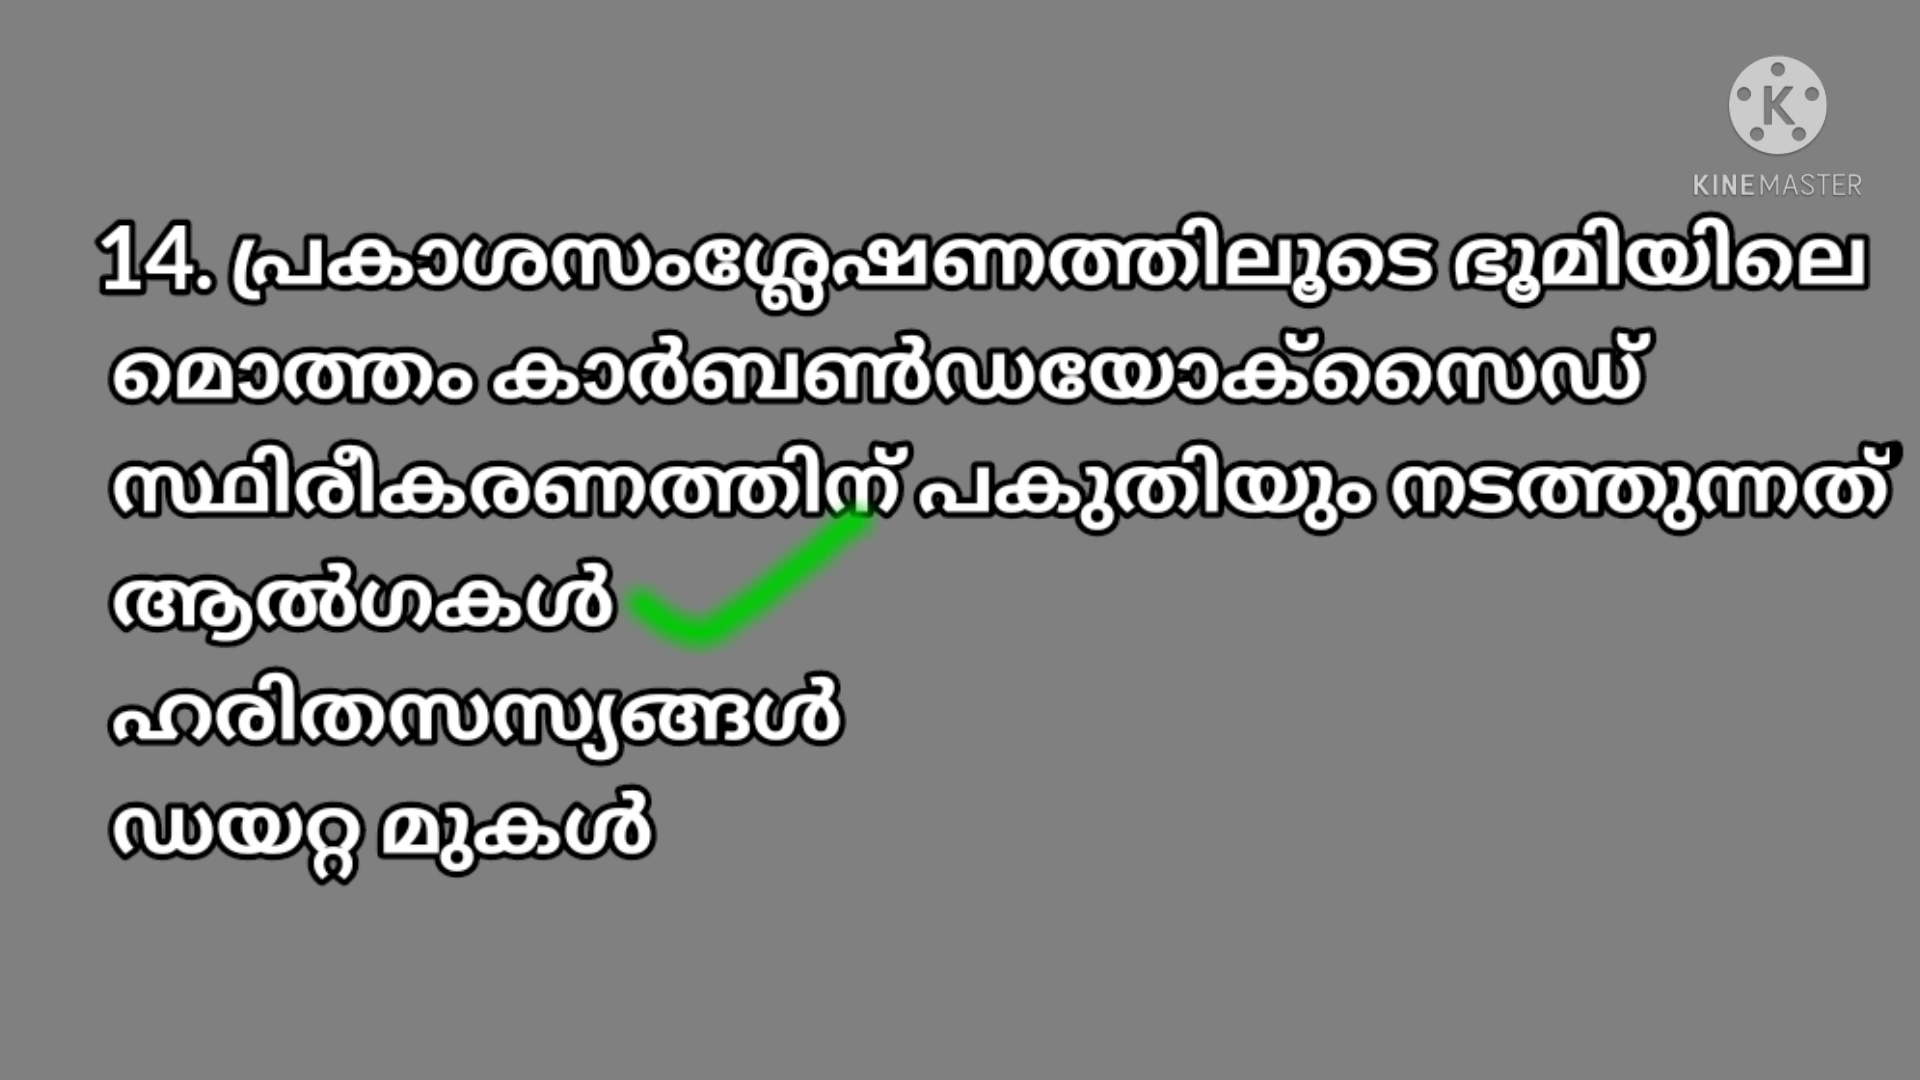 KINEMASTER
14. പ്രകാശസംശ്ലേഷണത്തിലൂടെ ഭൂമിയിലെ
മൊത്തം കാർബൺഡയോക്സൈഡ്
സ്ഥിരീകരണത്തിന് പകുതിയും നടത്തുന്നത്
ആൽഗകൾ
ഹരിതസസ്യങ്ങൾ
ഡയറ്റ മുകൾ